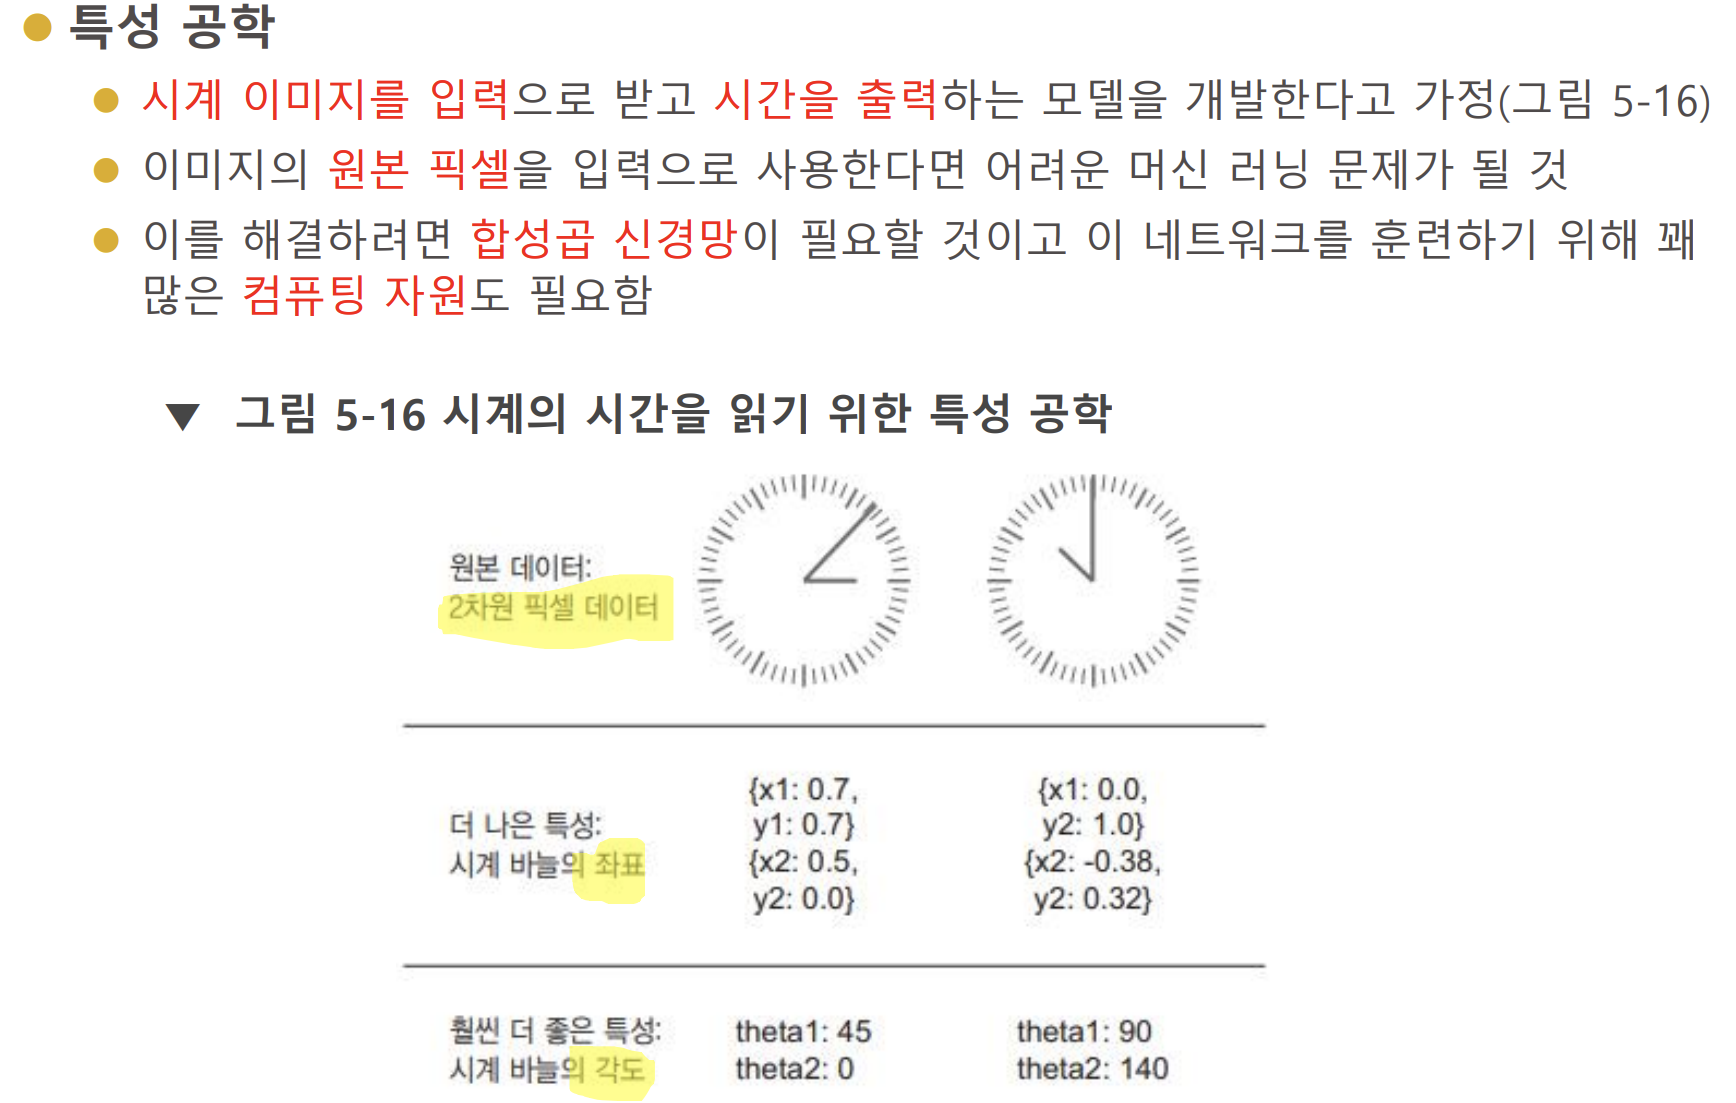 특성 공학
시계 이미지를 입력으로 받고 시간을 출력하는 모델을 개발한다고 가정(그림 5-16)
이미지의 원본 픽셀을 입력으로 사용한다면 어려운 머신 러닝 문제가 될 것
이를 해결하려면 합성곱 신경망이 필요할 것이고 이 네트워크를 훈련하기 위해 꽤
많은 컴퓨팅 자원도 필요함
▼ 그림 5-16 시계의 시간을 읽기 위한 특성 공학
원본 데이터:
2차원 픽셀 데이터
더 나은 특성:
시계 바늘의 좌표
{x1: 0.7,
y1: 0.7}
{x2: 0.5,
y2: 0.0}
{x1: 0.0,
y2: 1.0}
{x2: -0.38,
y2: 0.32}
훨씬 더 좋은 특성:
시계 바늘의 각도
theta1: 45
theta2: 0
theta1: 90
theta2: 140